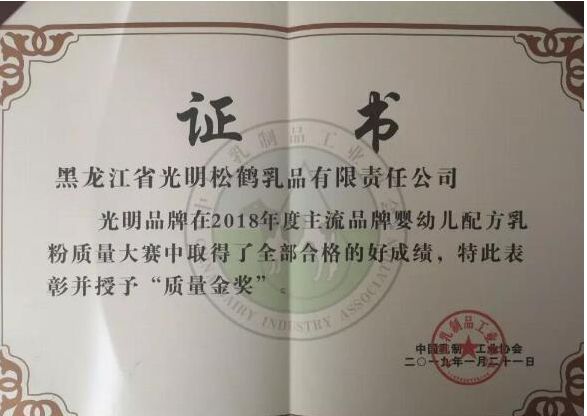 证书
黑龙江省光明松鹤乳品有限责任公司
光明品牌在2018年度主流品牌婴幼儿配方乳
粉质量大赛中取得了全部合格的好成绩，特此表
彰并授予“质量金奖”。
中国乳制品工业协会
二〇一九年一月二十一日